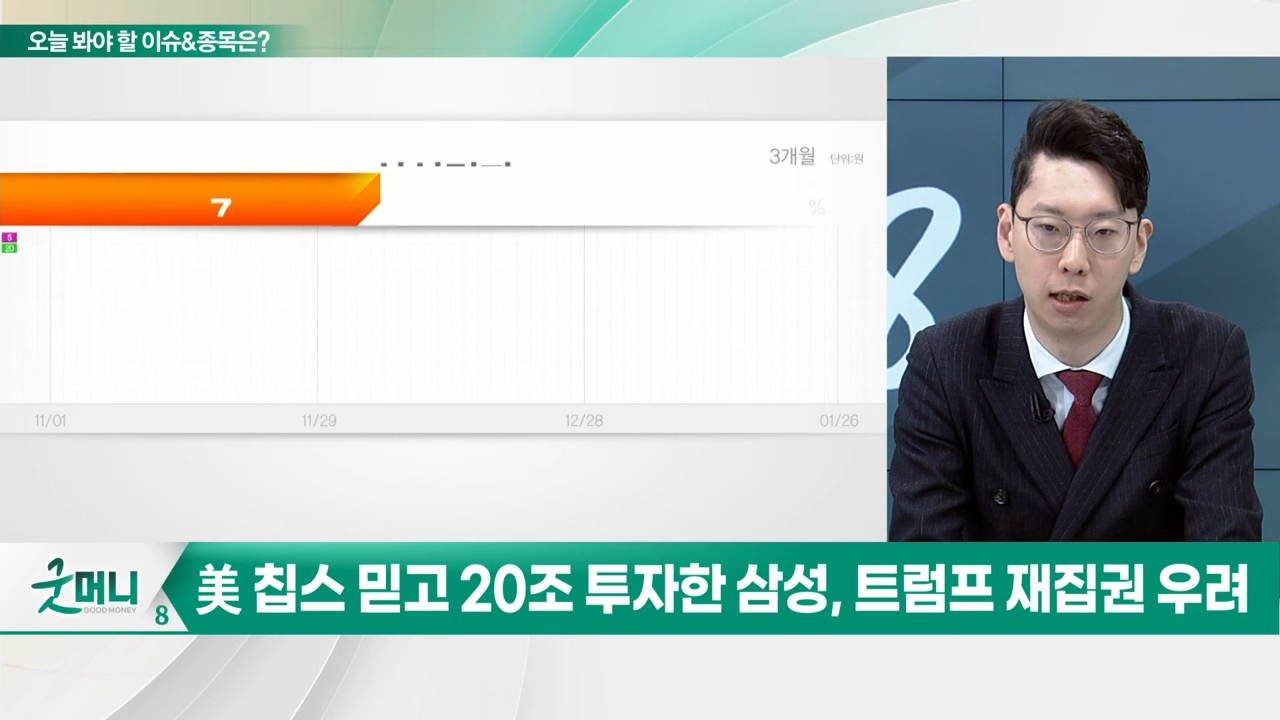 오늘 봐야 할 이슈&종목은?
3개월 단위:원
7
%
5
20
11/01 11/29 12/28 01/26
굿머니
GOOD MONEY
8
美 칩스 믿고 20조 투자한 삼성, 트럼프 재집권 우려